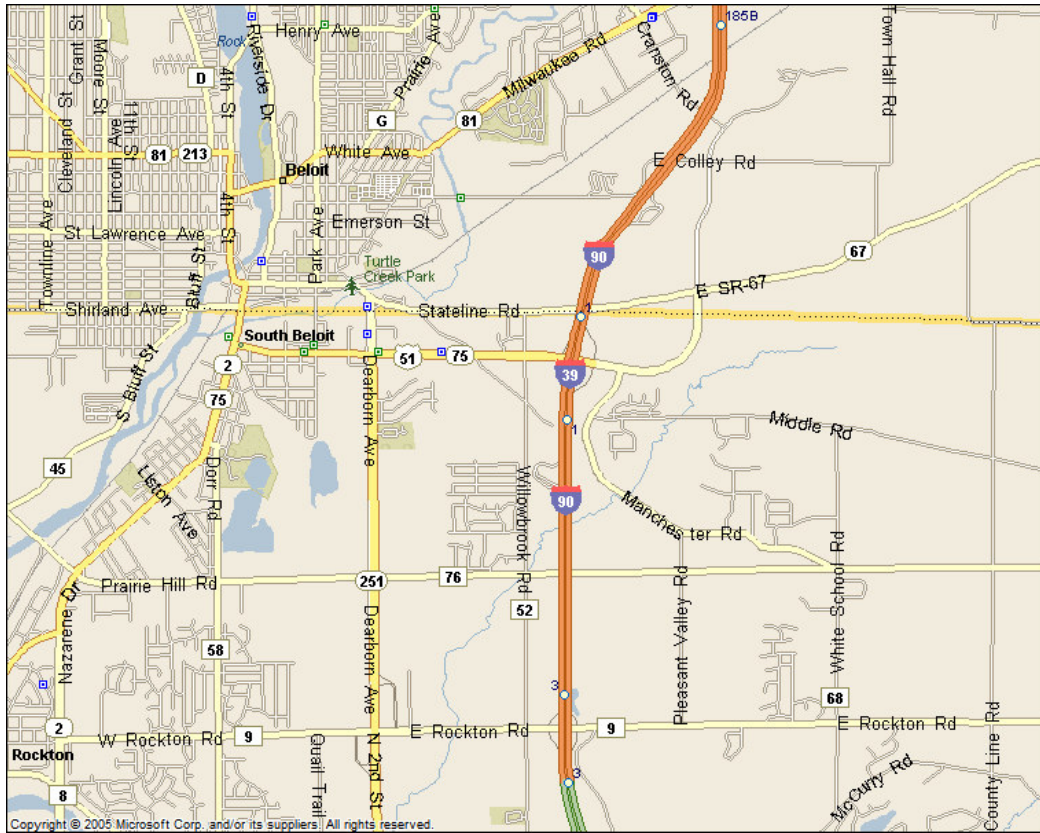 185B
Henry Ave
Rock
Riverside Dr
Prairie Ave
Milwaukee Rd
Cranston Rd
Town Hall Rd
Cleveland St
Grant St
Moore St
Lincoln Ave
11th St
D
4th St
G
81
81
213
White Ave
Beloit
E Colley Rd
Townline Ave
St Lawrence Ave
4th St
Park Ave
Emerson St
Bluff St
Turtle
Creek Park
90
67
E SR-67
Shirland Ave
Stateline Rd
1
South Beloit
51
75
2
39
75
S Bluff St
Dearborn Ave
1
Middle Rd
45
Liston Ave
Dorr Rd
Willowbrook Rd
90
Manchester Rd
Prairie Hill Rd
251
76
52
Nazarene Dr
Dearborn Ave
Pleasant Valley Rd
White School Rd
58
3
68
2
W Rockton Rd
9
E Rockton Rd
9
E Rockton Rd
Rockton
Quail Trail
N 2nd St
3
8
McCurry Rd
County Line Rd
Copyright © 2005 Microsoft Corp. and/or its suppliers. All rights reserved.